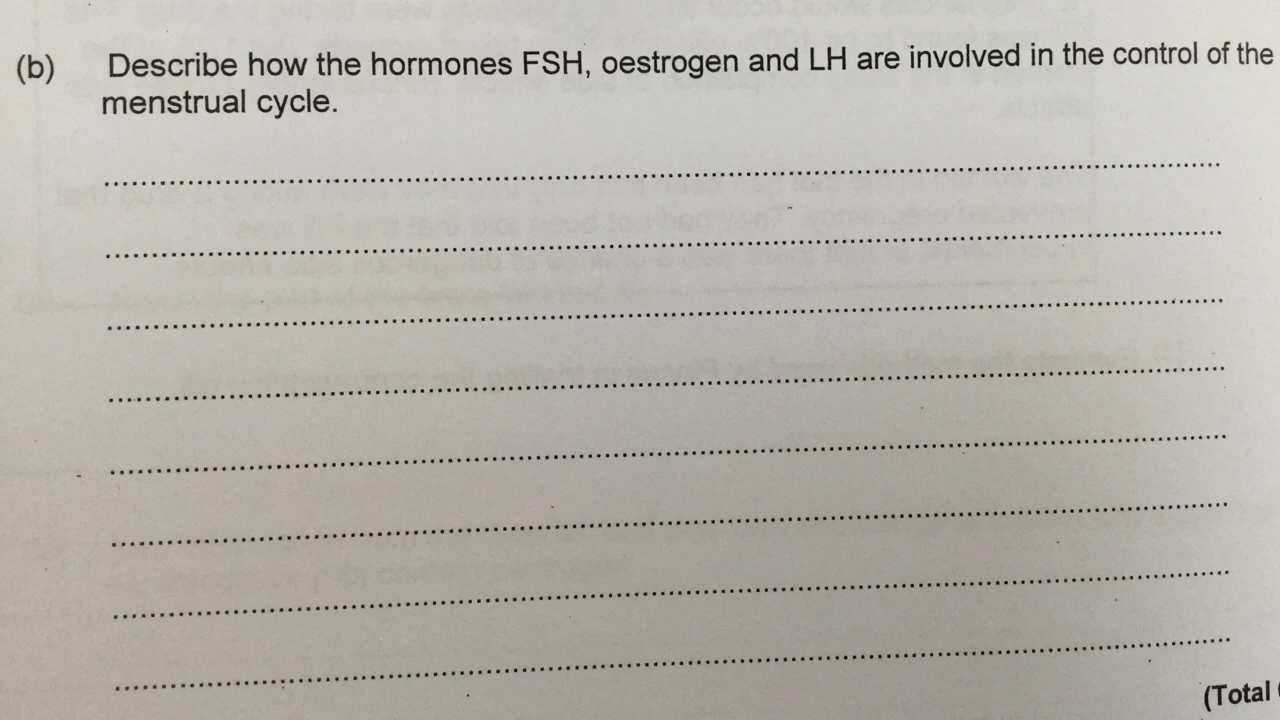 (b) Describe how the hormones FSH, oestrogen and LH are involved in the control of the
menstrual cycle.
(Total